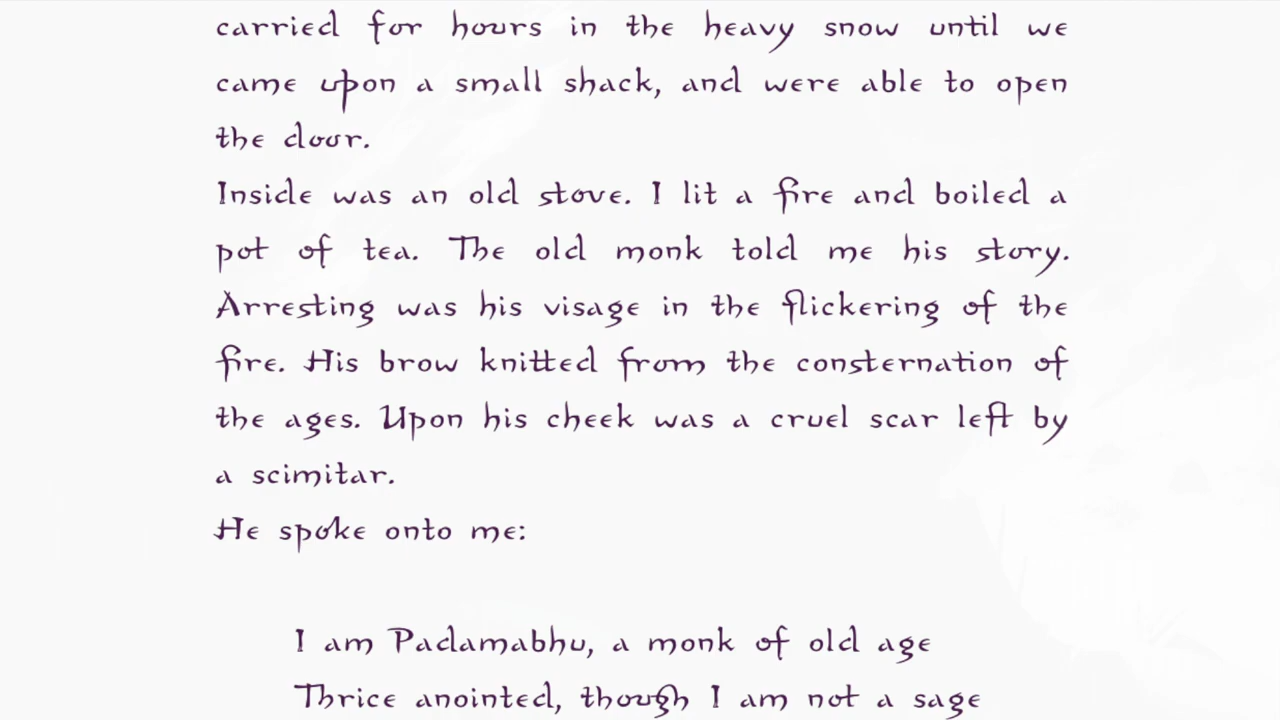 carried for hours in the heavy snow until we
came upon a small shack, and were able to open
the door.
Inside was an old stove. I lit a fire and boiled a
pot of tea. The old monk told me his story.
Arresting was his visage in the flickering of the
fire. His brow knitted from the consternation of
the ages. Upon his cheek was a cruel scar left by
a scimitar.
He spoke onto me:
I am Padamabhu, a monk of old age
Thrice anointed, though I am not a sage